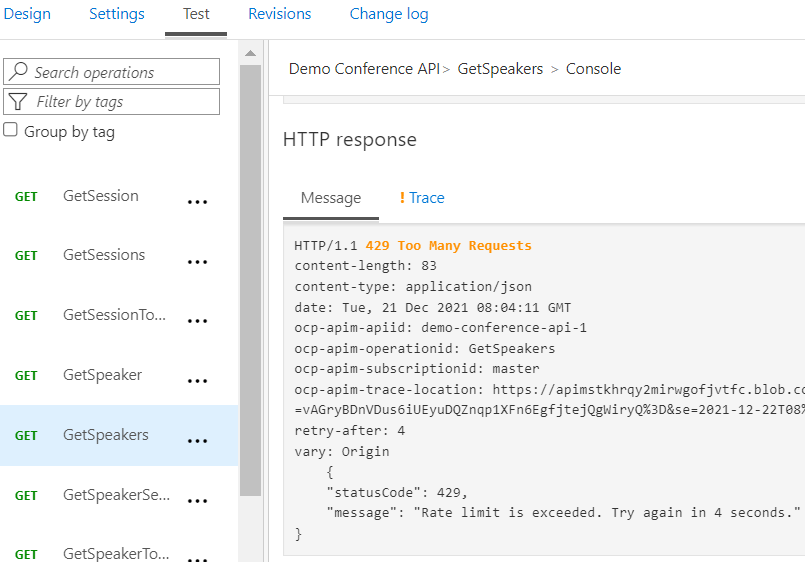 Design Settings Test Revisions Change log
Search operations
Filter by tags
Group by tag
GET GetSession ...
GET GetSessions ...
GET GetSessionTo... ...
GET GetSpeaker ...
GET GetSpeakers ...
GET GetSpeakerSe... ...
GET GetSpeakerTo... ...
Demo Conference API> GetSpeakers > Console
HTTP response
Message ! Trace
HTTP/1.1 429 Too Many Requests
content-length: 83
content-type: application/json
date: Tue, 21 Dec 2021 08:04:11 GMT
ocp-apim-apiid: demo-conference-api-1
ocp-apim-operationid: GetSpeakers
ocp-apim-subscriptionid: master
ocp-apim-trace-location: https://apimstkhrqy2mirwgofjvtfc.blob.co
=vAGryBDnVDus6iUEyuDQZnqp1XFn6EgfjtejQgWiryQ%3D&se=2021-12-22T08%
retry-after: 4
vary: Origin
{
"statusCode": 429,
"message": "Rate limit is exceeded. Try again in 4 seconds."
}